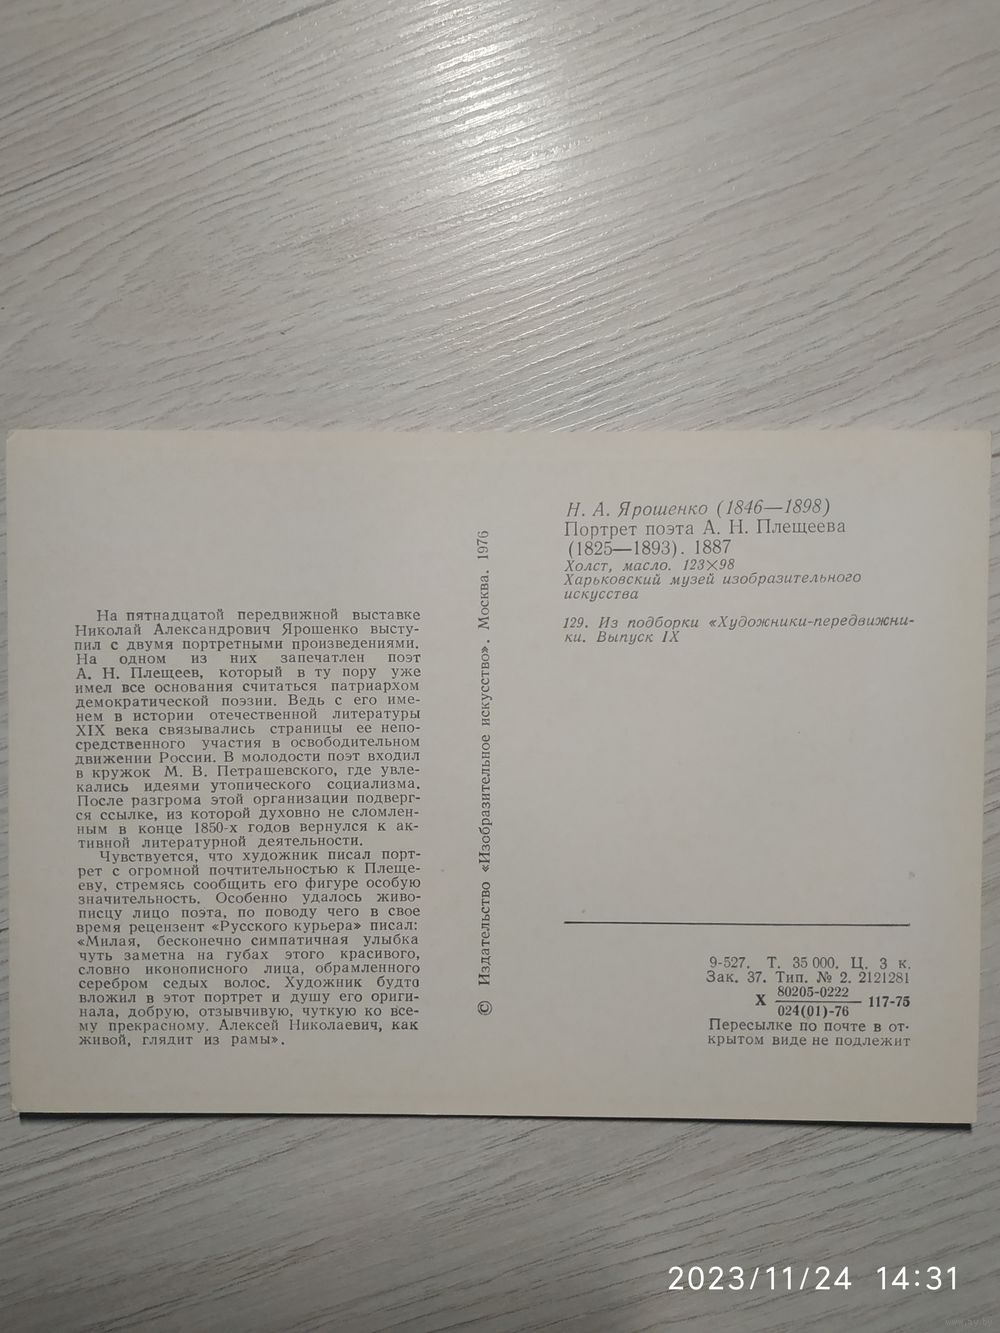 На пятнадцатой передвижной выставке
Николай Александрович Ярошенко высту-
пил с двумя портретными произведениями.
На одном из них запечатлен поэт
А. Н. Плещеев, который в ту пору уже
имел все основания считаться патриархом
демократической поэзии. Ведь с его име-
нем в истории отечественной литературы
XIX века связывались страницы ее непо-
средственного участия в освободительном
движении России. В молодости поэт входил
в кружок М. В. Петрашевского, где увле-
кались идеями утопического социализма.
После разгрома этой организации подверг-
ся ссылке, из которой духовно не сломлен-
ным в конце 1850-х годов вернулся к ак-
тивной литературной деятельности.
Чувствуется, что художник писал порт-
рет с огромной почтительностью к Плеще-
еву, стремясь сообщить его фигуре особую
значительность. Особенно удалось живо-
писцу лицо поэта, по поводу чего в свое
время рецензент «Русского курьера» писал:
«Милая, бесконечно симпатичная улыбка
чуть заметна на губах этого красивого,
словно иконописного лица, обрамленного
серебром седых волос. Художник будто
вложил в этот портрет и душу его ориги-
нала, добрую, отзывчивую, чуткую ко все-
му прекрасному. Алексей Николаевич, как
живой, глядит из рамы».
© Издательство «Изобразительное искусство». Москва. 1976
Н. А. Ярошенко (1846—1898)
Портрет поэта А. Н. Плещеева
(1825—1893). 1887
Холст, масло. 123×98
Харьковский музей изобразительного
искусства
129. Из подборки «Художники-передвижни-
ки. Выпуск IX
9-527. Т. 35 000. Ц. 3 к.
Зак. 37. Тип. № 2. 2121281
Х 80205-0222 117-75
024(01)-76
Пересылке по почте в от-
крытом виде не подлежит
2023/11/24 14:31
www.ay.by